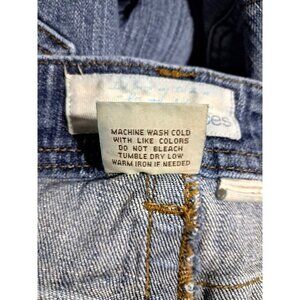 MACHINE WASH COLD
WITH LIKE COLORS
DO NOT BLEACH
TUMBLE DRY LOW
WARM IRON IF NEEDED